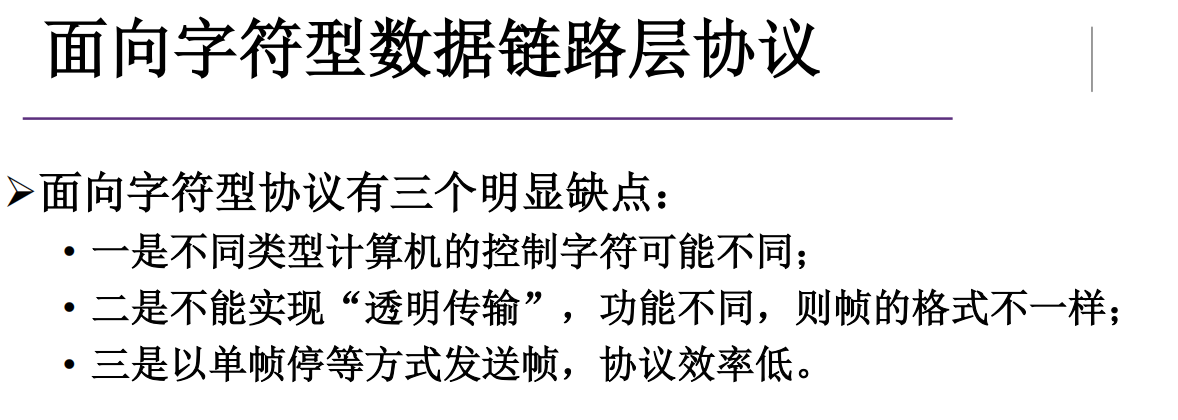 面向字符型数据链路层协议
➢面向字符型协议有三个明显缺点：
• 一是不同类型计算机的控制字符可能不同；
• 二是不能实现“透明传输”，功能不同，则帧的格式不一样；
• 三是以单帧停等方式发送帧，协议效率低。